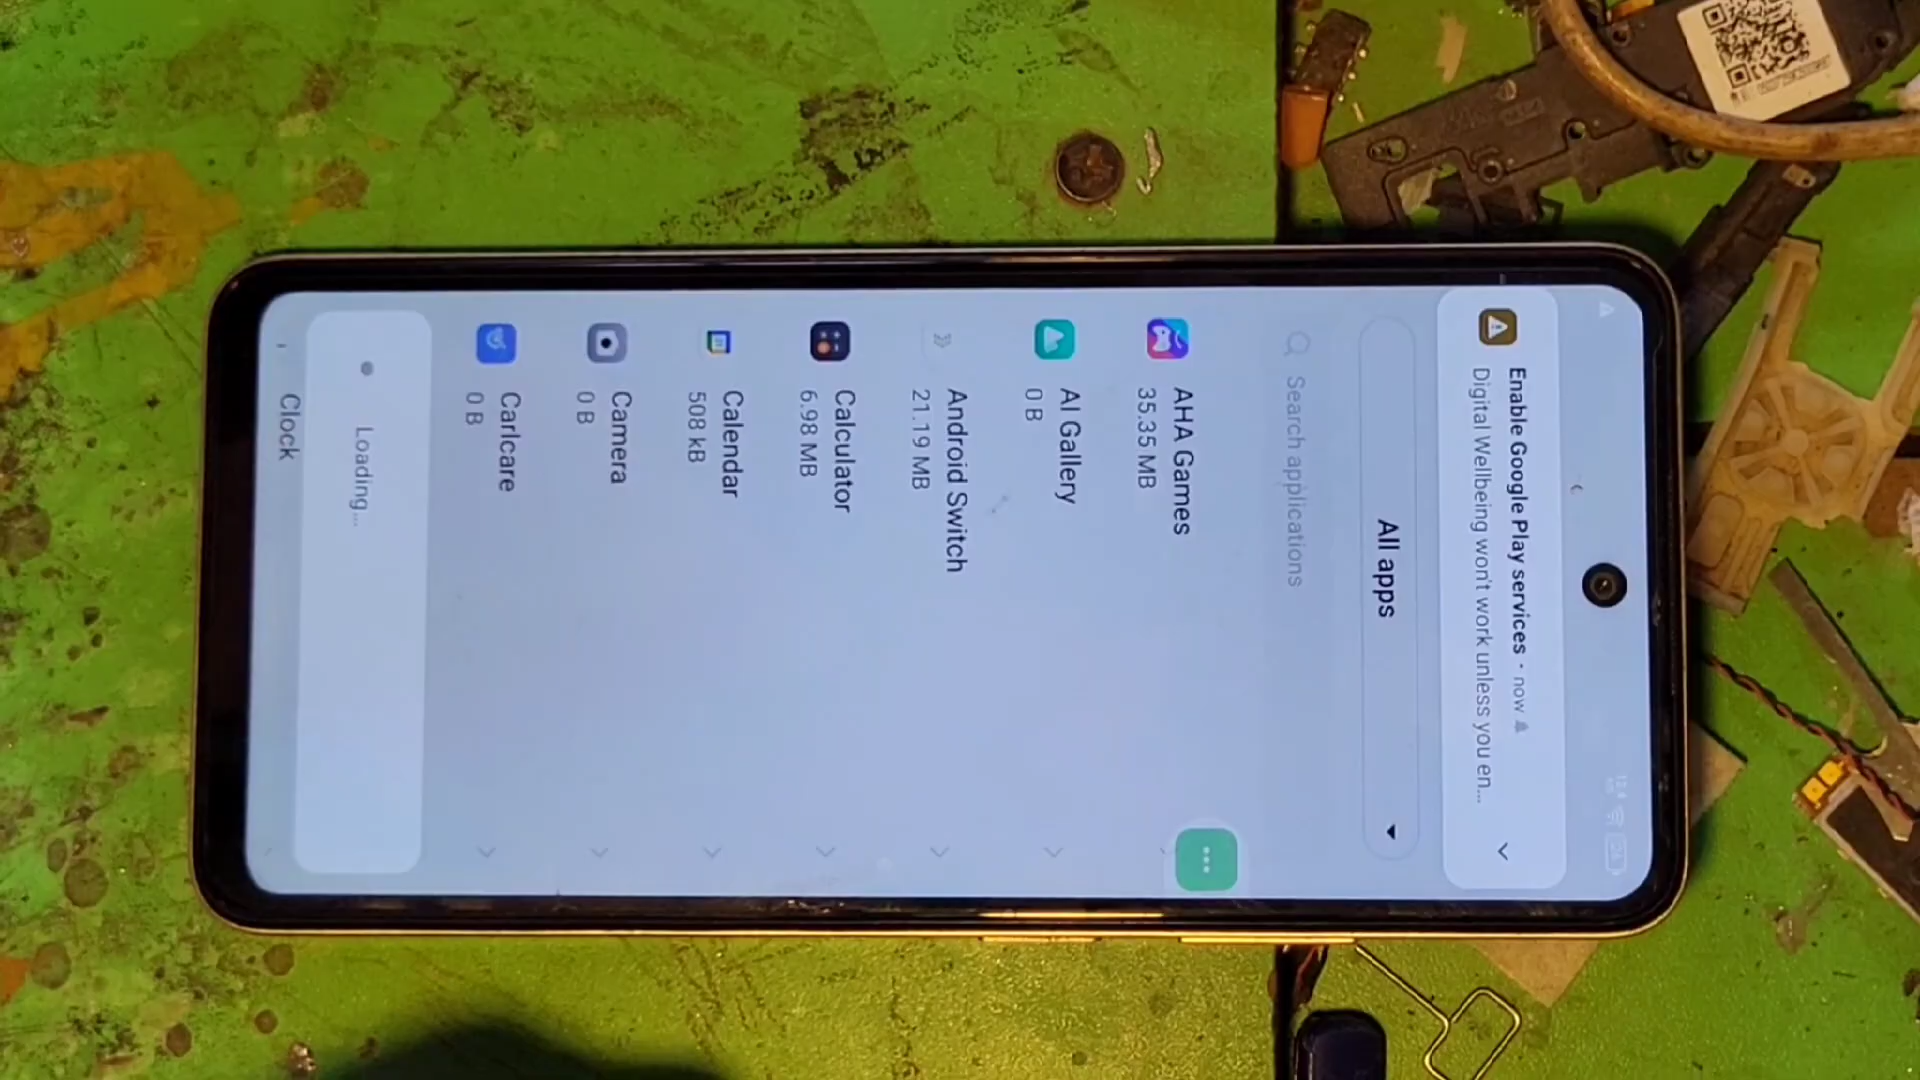 Enable Google Play services · now
Digital Wellbeing won't work unless you en...
All apps
Search applications
AHA Games
35.35 MB
AI Gallery
0 B
Android Switch
21.19 MB
Calculator
6.98 MB
Calendar
508 kB
Camera
0 B
Carlcare
0 B
Loading...
Clock